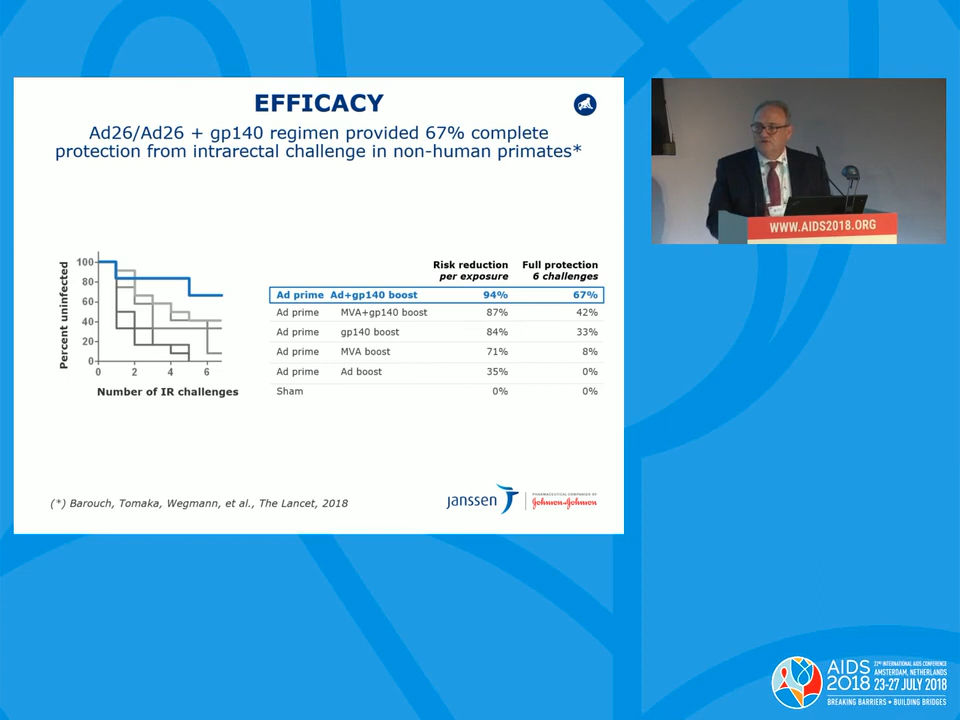 EFFICACY
Ad26/Ad26 + gp140 regimen provided 67% complete
protection from intrarectal challenge in non-human primates*
Percent uninfected
100
80
60
40
20
0
0 2 4 6
Number of IR challenges
Risk reduction Full protection
per exposure 6 challenges
Ad prime Ad+gp140 boost 94% 67%
Ad prime MVA+gp140 boost 87% 42%
Ad prime gp140 boost 84% 33%
Ad prime MVA boost 71% 8%
Ad prime Ad boost 35% 0%
Sham 0% 0%
(*) Barouch, Tomaka, Wegmann, et al., The Lancet, 2018
Janssen
PHARMACEUTICAL COMPANIES OF
Johnson & Johnson
WWW.AIDS2018.ORG
AIDS
2018
22ND INTERNATIONAL AIDS CONFERENCE
AMSTERDAM, NETHERLANDS
23-27 JULY 2018
BREAKING BARRIERS • BUILDING BRIDGES